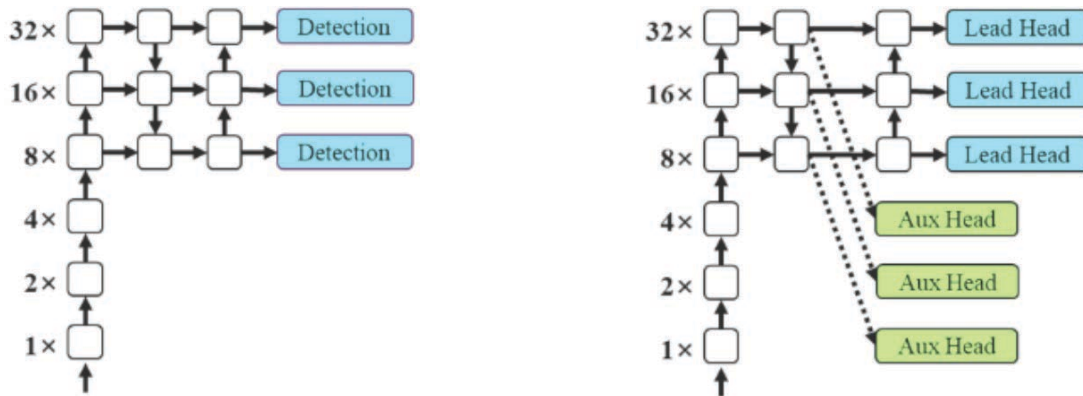 32× Detection
16× Detection
8× Detection
4×
2×
1×
32× Lead Head
16× Lead Head
8× Lead Head
4× Aux Head
2× Aux Head
1× Aux Head